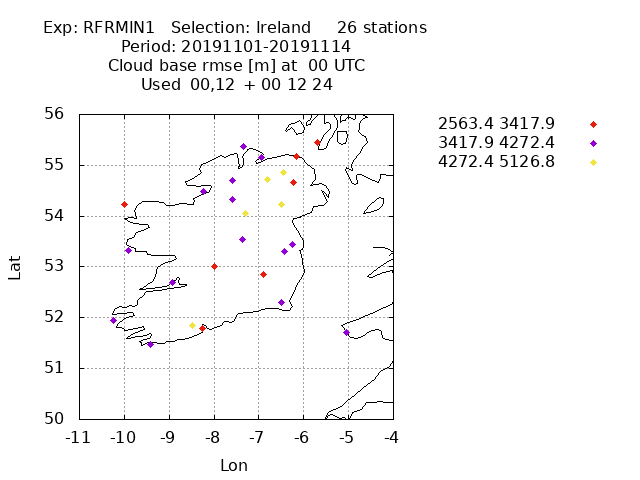 Exp: RFRMIN1 Selection: Ireland 26 stations
Period: 20191101-20191114
Cloud base rmse [m] at 00 UTC
Used 00,12 + 00 12 24
2563.4 3417.9
3417.9 4272.4
4272.4 5126.8
56
55
54
53
52
51
50
Lat
-11 -10 -9 -8 -7 -6 -5 -4
Lon